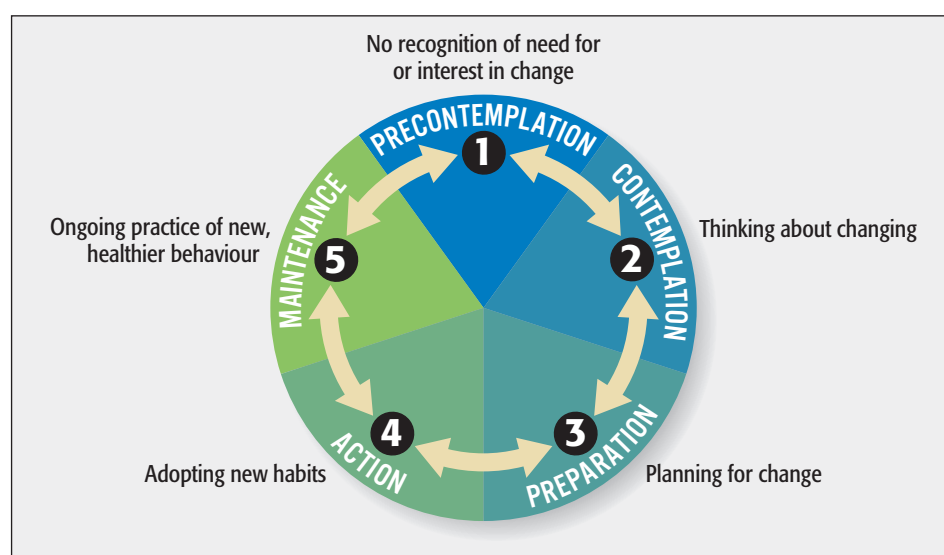 No recognition of need for
or interest in change
PRECONTEMPLATION
1
CONTEMPLATION
2
Thinking about changing
PREPARATION
3
Planning for change
ACTION
4
Adopting new habits
MAINTENANCE
5
Ongoing practice of new,
healthier behaviour